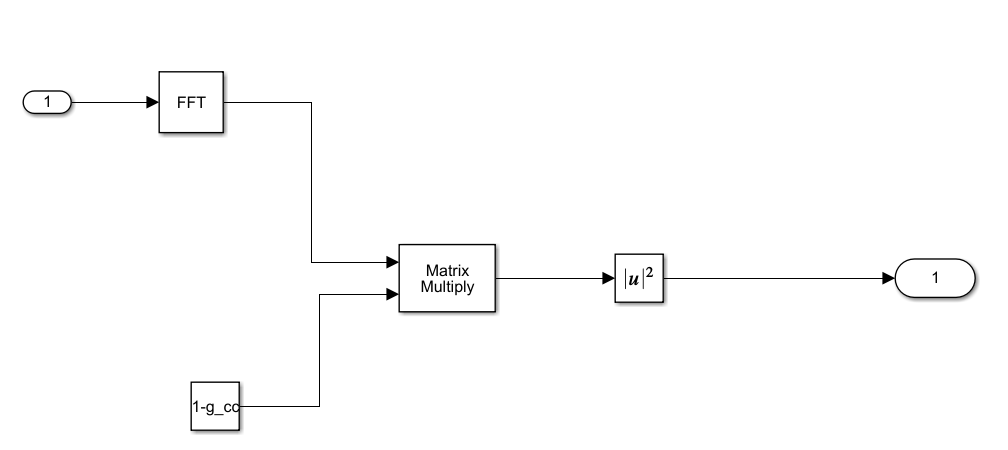 1
FFT
Matrix
Multiply
|u|²
1
1-g_cc